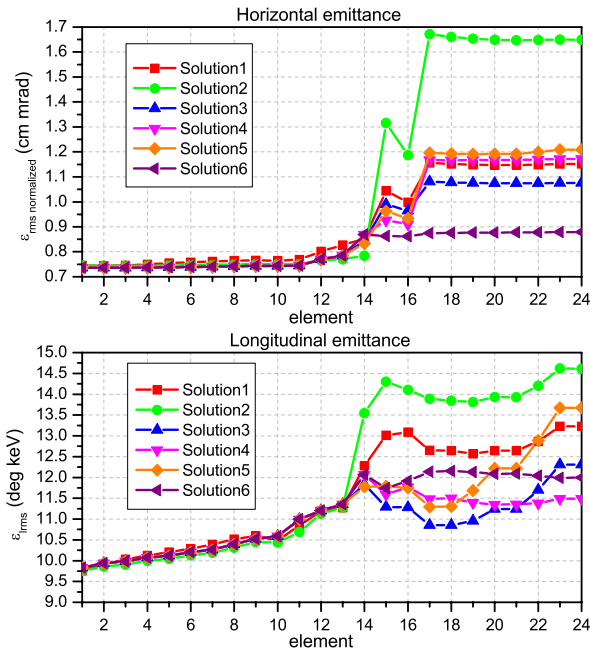 Horizontal emittance
ε rms normalized (cm mrad)
1.7
1.6
1.5
1.4
1.3
1.2
1.1
1.0
0.9
0.8
0.7
Solution1
Solution2
Solution3
Solution4
Solution5
Solution6
2 4 6 8 10 12 14 16 18 20 22 24
element
Longitudinal emittance
ε lrms (deg keV)
15.0
14.5
14.0
13.5
13.0
12.5
12.0
11.5
11.0
10.5
10.0
9.5
9.0
Solution1
Solution2
Solution3
Solution4
Solution5
Solution6
2 4 6 8 10 12 14 16 18 20 22 24
element